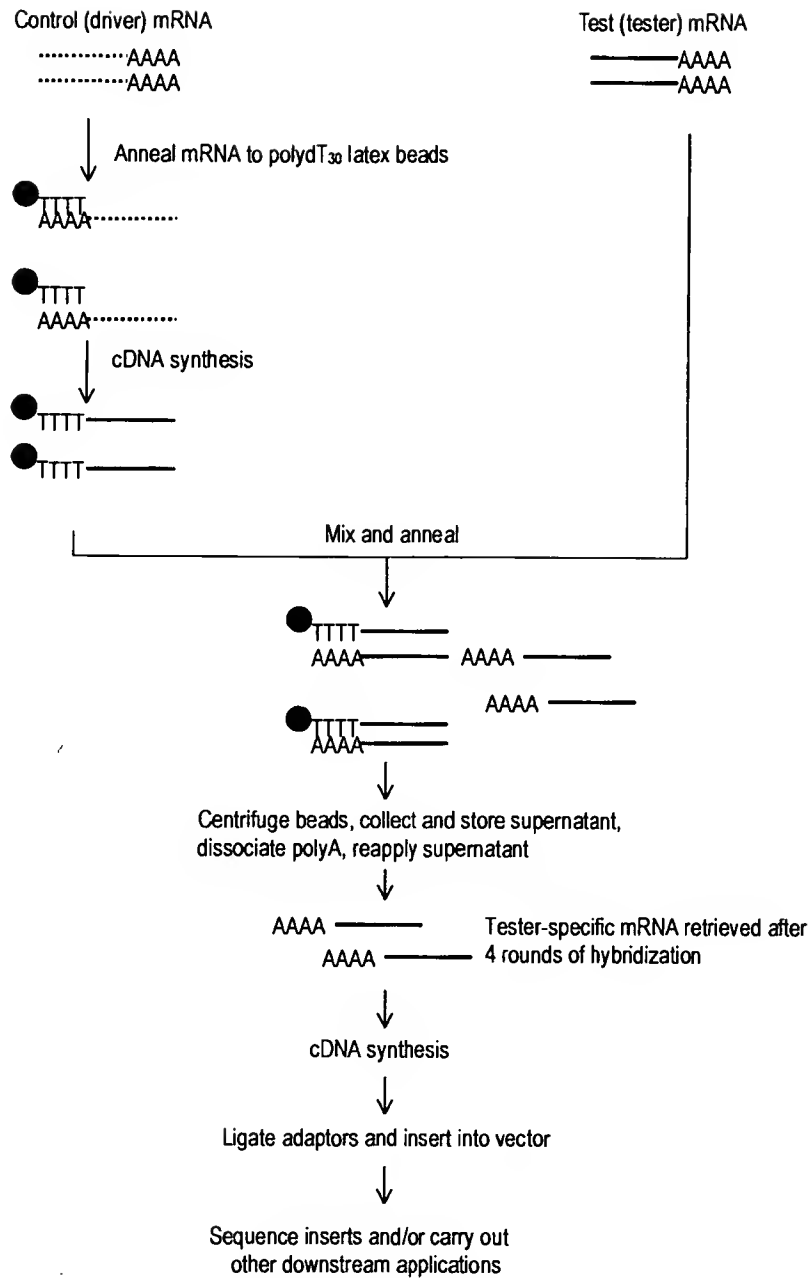 Control (driver) mRNA
Test (tester) mRNA
AAAA
AAAA
AAAA
AAAA
Anneal mRNA to polydT30 latex beads
TTTT
AAAA
TTTT
AAAA
cDNA synthesis
TTTT
TTTT
Mix and anneal
TTTT
AAAA
AAAA
AAAA
TTTT
AAAA
Centrifuge beads, collect and store supernatant,
dissociate polyA, reapply supernatant
AAAA
Tester-specific mRNA retrieved after
AAAA
4 rounds of hybridization
cDNA synthesis
Ligate adaptors and insert into vector
Sequence inserts and/or carry out
other downstream applications